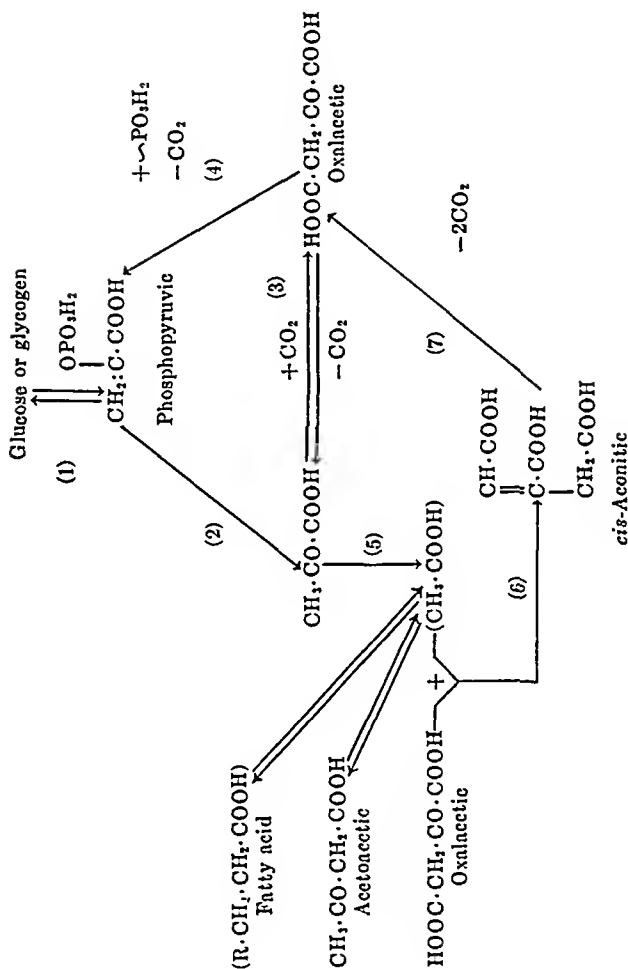 Glucose or glycogen
(1)
OPO₃H₂
CH₂:C·COOH
Phosphopyruvic
+∼PO₃H₂
−CO₂
(4)
(2)
CH₃·CO·COOH
+CO₂
(3)
−CO₂
HOOC·CH₂·CO·COOH
Oxalacetic
(5)
(R·CH₂·CH₂·COOH)
Fatty acid
CH₃·CO·CH₂·COOH
Acetoacetic
(CH₃·COOH)
+
HOOC·CH₂·CO·COOH
Oxalacetic
(6)
CH·COOH
C·COOH
CH₂·COOH
cis-Aconitic
(7)
−2CO₂